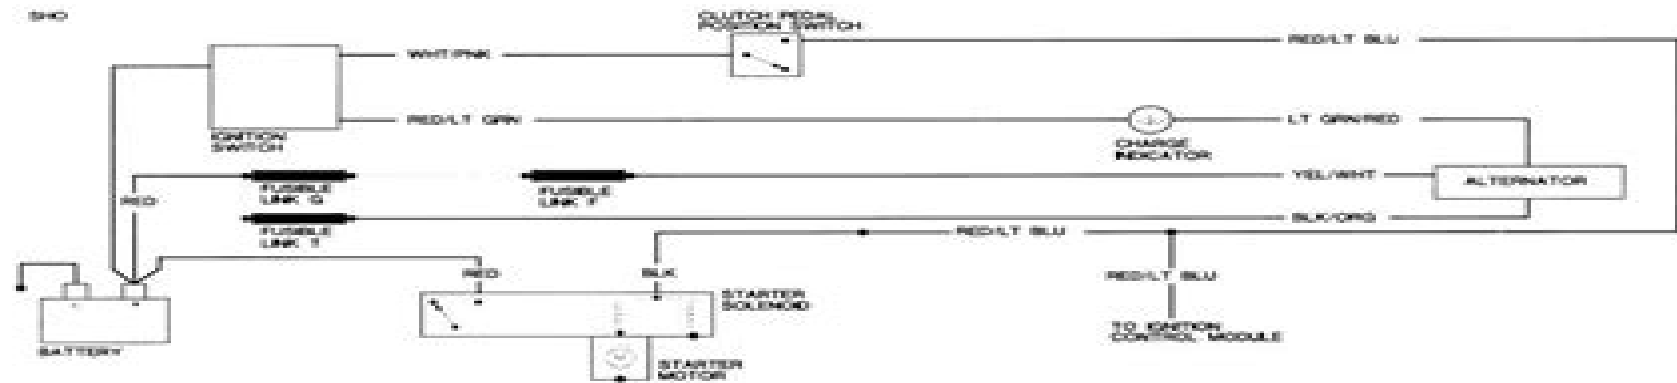 SHO
CLUTCH PEDAL
POSITION SWITCH
WHT/PNK
RED/LT BLU
RED/LT GRN
LT GRN/RED
IGNITION
SWITCH
CHARGE
INDICATOR
FUSIBLE
LINK G
FUSIBLE
LINK F
YEL/WHT
ALTERNATOR
RED
FUSIBLE
LINK T
BLK/ORG
RED/LT BLU
RED
BLK
RED/LT BLU
STARTER
SOLENOID
TO IGNITION
CONTROL MODULE
BATTERY
STARTER
MOTOR